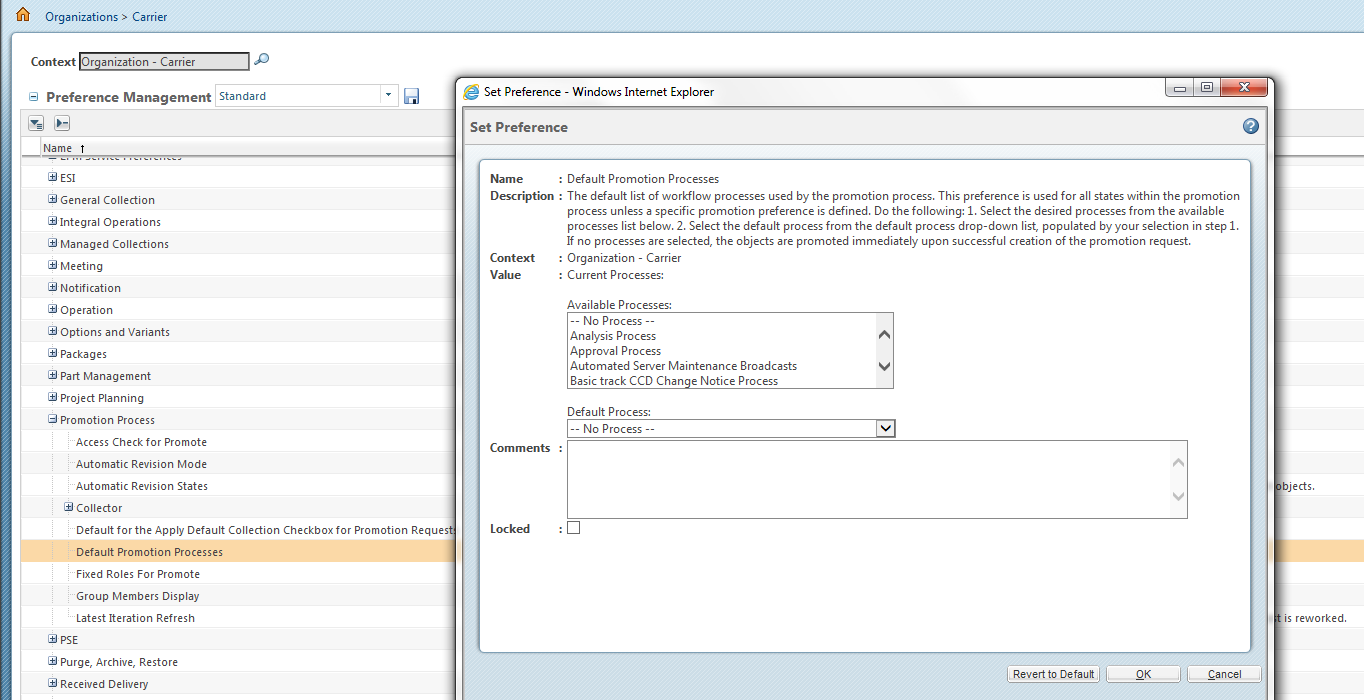 Organizations > Carrier
Context Organization - Carrier
Preference Management Standard
Name ↑
EPM Service Preferences
ESI
General Collection
Integral Operations
Managed Collections
Meeting
Notification
Operation
Options and Variants
Packages
Part Management
Project Planning
Promotion Process
Access Check for Promote
Automatic Revision Mode
Automatic Revision States
Collector
Default for the Apply Default Collection Checkbox for Promotion Requests
Default Promotion Processes
Fixed Roles For Promote
Group Members Display
Latest Iteration Refresh
PSE
Purge, Archive, Restore
Received Delivery
objects.
is reworked.
Set Preference - Windows Internet Explorer
Set Preference
Name : Default Promotion Processes
Description : The default list of workflow processes used by the promotion process. This preference is used for all states within the promotion
process unless a specific promotion preference is defined. Do the following: 1. Select the desired processes from the available
processes list below. 2. Select the default process from the default process drop-down list, populated by your selection in step 1.
If no processes are selected, the objects are promoted immediately upon successful creation of the promotion request.
Context : Organization - Carrier
Value : Current Processes:
Available Processes:
-- No Process --
Analysis Process
Approval Process
Automated Server Maintenance Broadcasts
Basic track CCD Change Notice Process
Default Process:
-- No Process --
Comments :
Locked :
Revert to Default OK Cancel